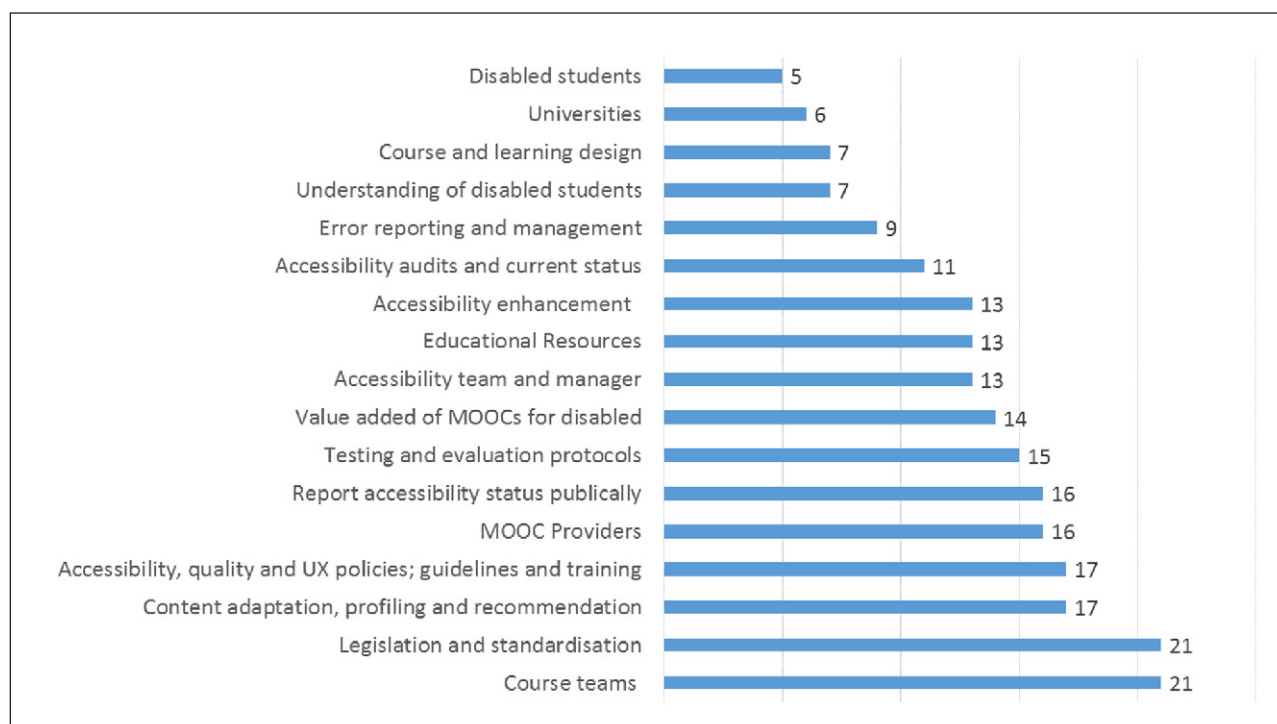 Disabled students 5
Universities 6
Course and learning design 7
Understanding of disabled students 7
Error reporting and management 9
Accessibility audits and current status 11
Accessibility enhancement 13
Educational Resources 13
Accessibility team and manager 13
Value added of MOOCs for disabled 14
Testing and evaluation protocols 15
Report accessibility status publically 16
MOOC Providers 16
Accessibility, quality and UX policies; guidelines and training 17
Content adaptation, profiling and recommendation 17
Legislation and standardisation 21
Course teams 21